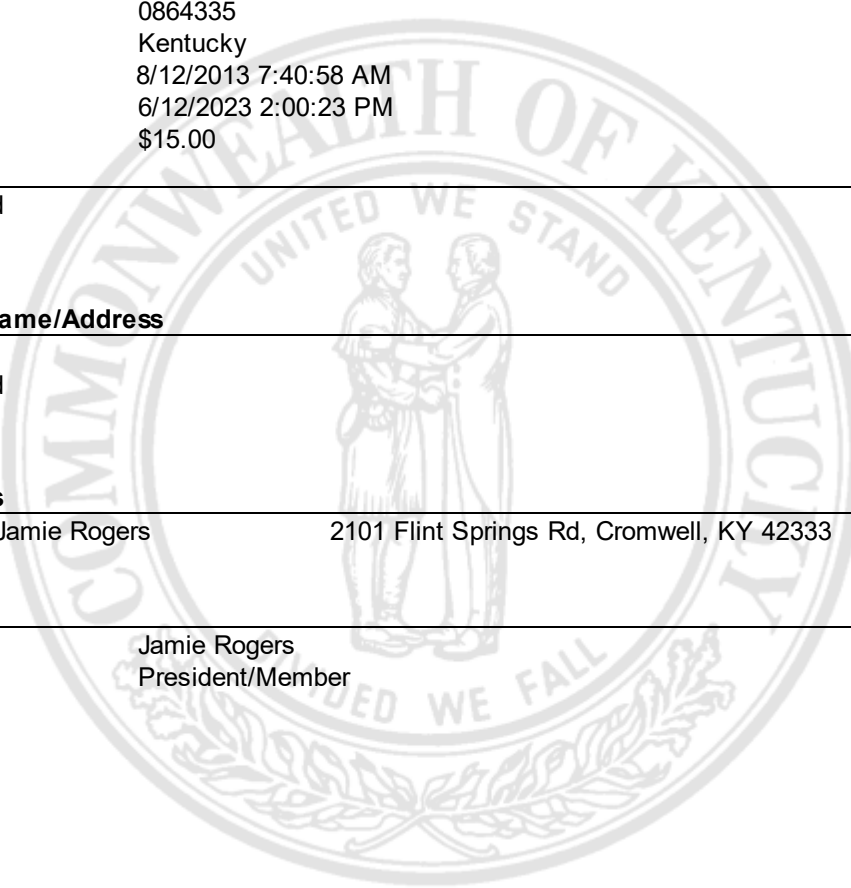 0864335
Kentucky
8/12/2013 7:40:58 AM
6/12/2023 2:00:23 PM
$15.00
d
ame/Address
d
s
Jamie Rogers 2101 Flint Springs Rd, Cromwell, KY 42333
Jamie Rogers
President/Member
COMMONWEALTH OF KENTUCKY
UNITED WE STAND
DED WE FALL